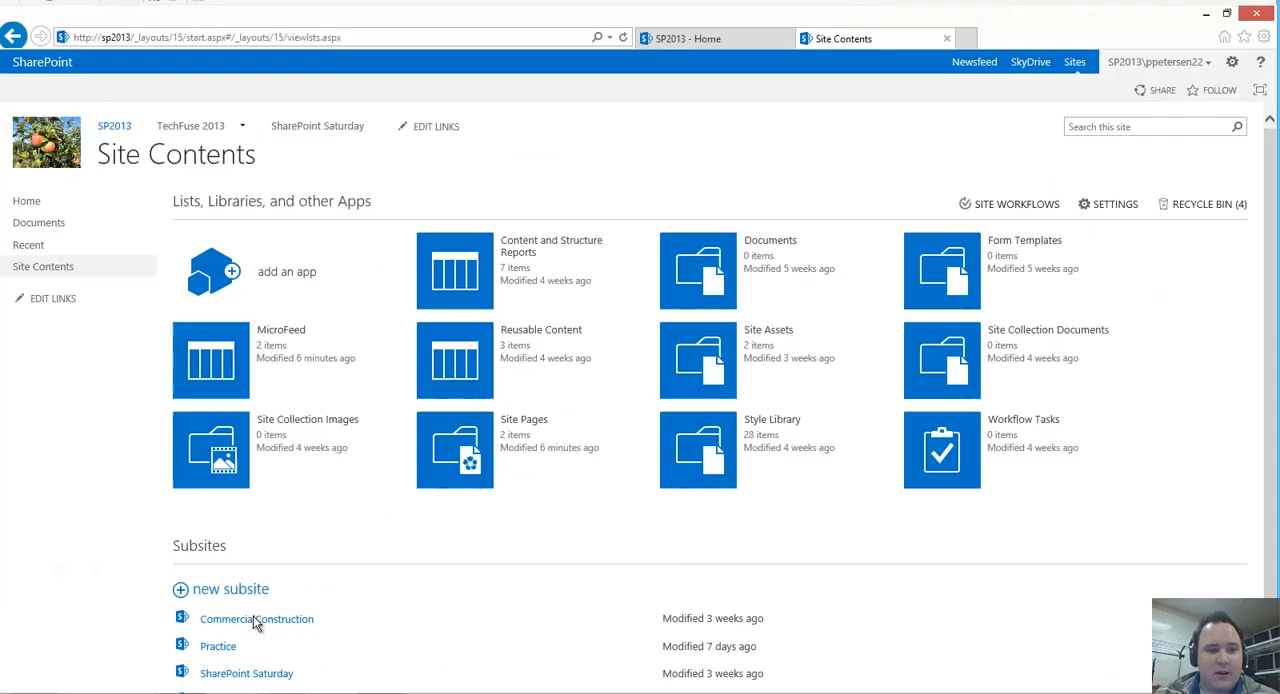 http://sp2013/_layouts/15/start.aspx#/_layouts/15/viewlsts.aspx
SP2013 - Home
Site Contents
SharePoint
Newsfeed
SkyDrive
Sites
SP2013\ppetersen22
?
SHARE
FOLLOW
SP2013
TechFuse 2013
SharePoint Saturday
EDIT LINKS
Search this site
Site Contents
Home
Documents
Recent
Site Contents
EDIT LINKS
Lists, Libraries, and other Apps
SITE WORKFLOWS
SETTINGS
RECYCLE BIN (4)
add an app
Content and Structure
Reports
7 items
Modified 4 weeks ago
Documents
0 items
Modified 5 weeks ago
Form Templates
0 items
Modified 5 weeks ago
MicroFeed
2 items
Modified 6 minutes ago
Reusable Content
3 items
Modified 4 weeks ago
Site Assets
2 items
Modified 3 weeks ago
Site Collection Documents
0 items
Modified 4 weeks ago
Site Collection Images
0 items
Modified 4 weeks ago
Site Pages
2 items
Modified 6 minutes ago
Style Library
28 items
Modified 4 weeks ago
Workflow Tasks
0 items
Modified 4 weeks ago
Subsites
new subsite
Commercial Construction
Modified 3 weeks ago
Practice
Modified 7 days ago
SharePoint Saturday
Modified 3 weeks ago